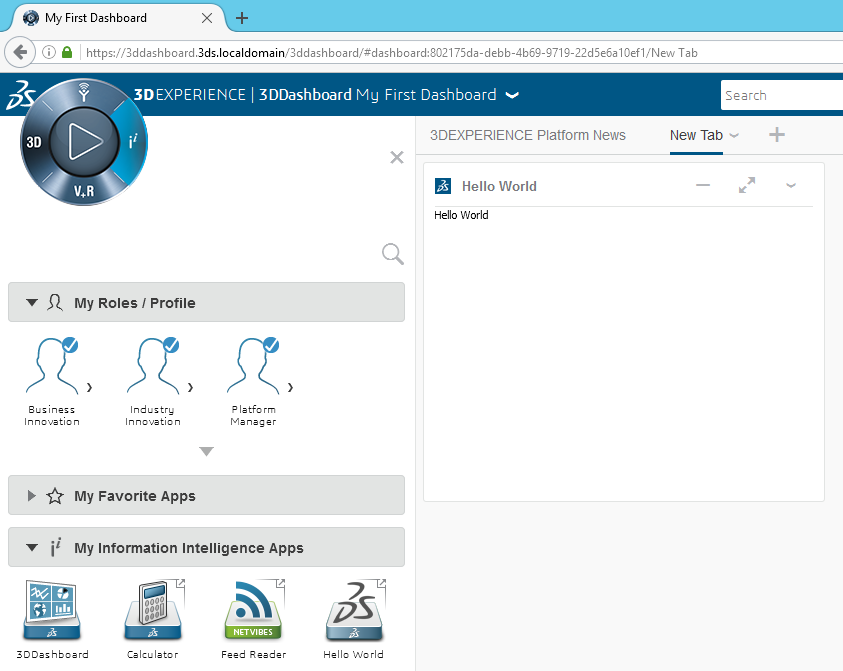 My First Dashboard
https://3ddashboard.3ds.localdomain/3ddashboard/#dashboard:802175da-debb-4b69-9719-22d5e6a10ef1/New Tab
3DEXPERIENCE | 3DDashboard My First Dashboard
Search
3D
i²
V+R
3DEXPERIENCE Platform News
New Tab
Hello World
Hello World
My Roles / Profile
Business
Innovation
Industry
Innovation
Platform
Manager
My Favorite Apps
My Information Intelligence Apps
NETVIBES
3DDashboard
Calculator
Feed Reader
Hello World